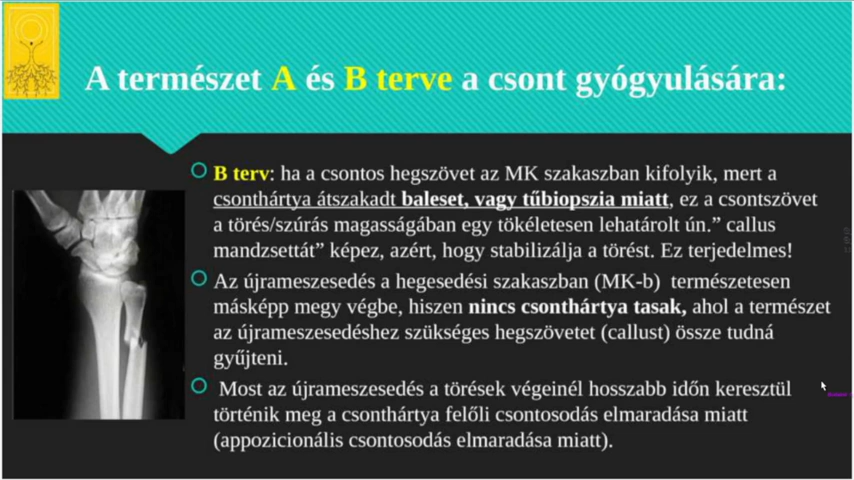 A természet A és B terve a csont gyógyulására:
B terv: ha a csontos hegszövet az MK szakaszban kifolyik, mert a
csonthártya átszakadt baleset, vagy tűbiopszia miatt, ez a csontszövet
a törés/szúrás magasságában egy tökéletesen lehatárolt ún.” callus
mandzsettát” képez, azért, hogy stabilizálja a törést. Ez terjedelmes!
Az újrameszesedés a hegesedési szakaszban (MK-b) természetesen
másképp megy végbe, hiszen nincs csonthártya tasak, ahol a természet
az újrameszesedéshez szükséges hegszövetet (callust) össze tudná
gyűjteni.
Most az újrameszesedés a törések végeinél hosszabb időn keresztül
történik meg a csonthártya felőli csontosodás elmaradása miatt
(appozicionális csontosodás elmaradása miatt).